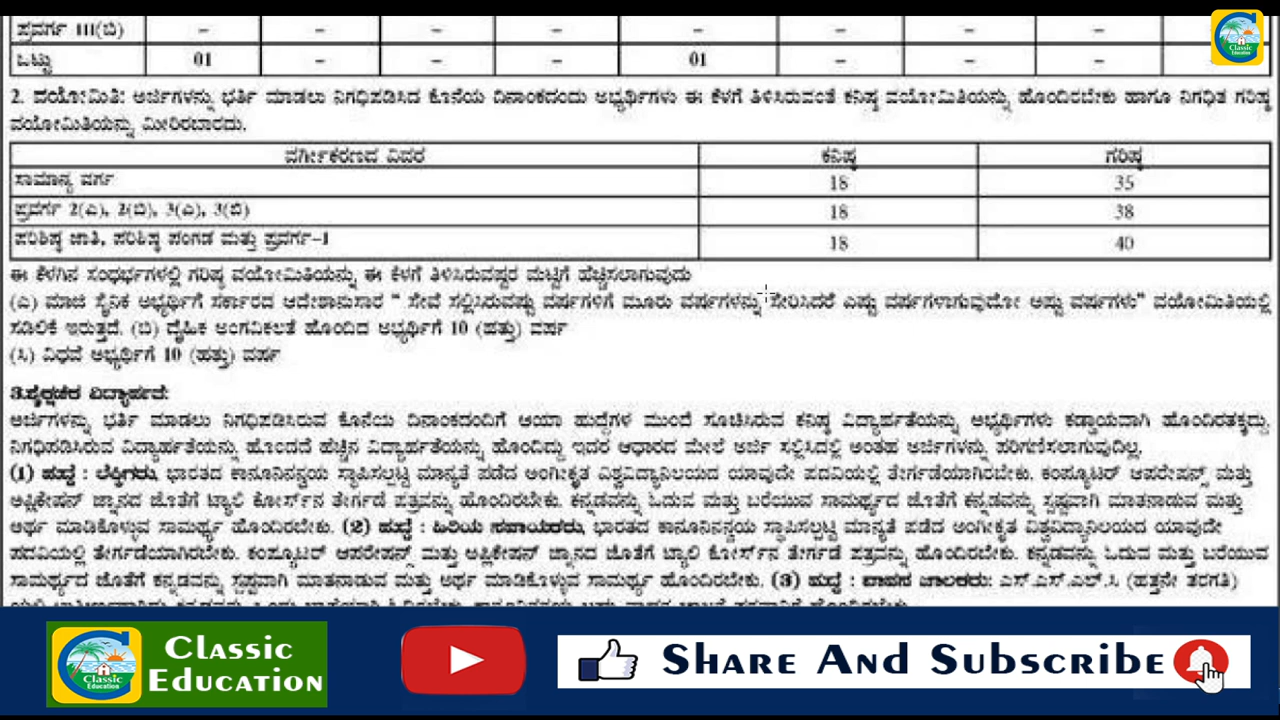 ಪ್ರವರ್ಗ III(ಬಿ) – – – – – – – –
ಒಟ್ಟು 01 – – – 01 – – –
2. ವಯೋಮಿತಿ: ಅರ್ಜಿಗಳನ್ನು ಭರ್ತಿ ಮಾಡಲು ನಿಗಧಿಪಡಿಸಿದ ಕೊನೆಯ ದಿನಾಂಕದಂದು ಅಭ್ಯರ್ಥಿಗಳು ಈ ಕೆಳಗೆ ತಿಳಿಸಿರುವಂತೆ ಕನಿಷ್ಠ ವಯೋಮಿತಿಯನ್ನು ಹೊಂದಿರಬೇಕು ಹಾಗೂ ನಿಗಧಿತ ಗರಿಷ್ಠ
ವಯೋಮಿತಿಯನ್ನು ಮೀರಿರಬಾರದು.
ವರ್ಗೀಕರಣದ ವಿವರ ಕನಿಷ್ಠ ಗರಿಷ್ಠ
ಸಾಮಾನ್ಯ ವರ್ಗ 18 35
ಪ್ರವರ್ಗ 2(ಎ), 2(ಬಿ), 3(ಎ), 3(ಬಿ) 18 38
ಪರಿಶಿಷ್ಠ ಜಾತಿ, ಪರಿಶಿಷ್ಠ ಪಂಗಡ ಮತ್ತು ಪ್ರವರ್ಗ-1 18 40
ಈ ಕೆಳಗಿನ ಸಂಧರ್ಭಗಳಲ್ಲಿ ಗರಿಷ್ಠ ವಯೋಮಿತಿಯನ್ನು ಈ ಕೆಳಗೆ ತಿಳಿಸಿರುವಷ್ಟರ ಮಟ್ಟಿಗೆ ಹೆಚ್ಚಿಸಲಾಗುವುದು
(ಎ) ಮಾಜಿ ಸೈನಿಕ ಅಭ್ಯರ್ಥಿಗೆ ಸರ್ಕಾರದ ಆದೇಶಾನುಸಾರ " ಸೇವೆ ಸಲ್ಲಿಸಿರುವಷ್ಟು ವರ್ಷಗಳಿಗೆ ಮೂರು ವರ್ಷಗಳನ್ನು ಸೇರಿಸಿದರೆ ಎಷ್ಟು ವರ್ಷಗಳಾಗುವುದೋ ಅಷ್ಟು ವರ್ಷಗಳು" ವಯೋಮಿತಿಯಲ್ಲಿ
ಸಡಿಲಿಕೆ ಇರುತ್ತದೆ. (ಬಿ) ದೈಹಿಕ ಅಂಗವಿಕಲತೆ ಹೊಂದಿದ ಅಭ್ಯರ್ಥಿಗೆ 10 (ಹತ್ತು) ವರ್ಷ
(ಸಿ) ವಿಧವೆ ಅಭ್ಯರ್ಥಿಗೆ 10 (ಹತ್ತು) ವರ್ಷ
3. ವಿದ್ಯಾರ್ಹತೆ:
ಅರ್ಜಿಗಳನ್ನು ಭರ್ತಿ ಮಾಡಲು ನಿಗಧಿಪಡಿಸಿರುವ ಕೊನೆಯ ದಿನಾಂಕದಂದಿಗೆ ಆಯಾ ಹುದ್ದೆಗಳ ಮುಂದೆ ಸೂಚಿಸಿರುವ ಕನಿಷ್ಠ ವಿದ್ಯಾರ್ಹತೆಯನ್ನು ಅಭ್ಯರ್ಥಿಗಳು ಕಡ್ಡಾಯವಾಗಿ ಹೊಂದಿರತಕ್ಕದ್ದು.
ನಿಗಧಿಪಡಿಸಿರುವ ವಿದ್ಯಾರ್ಹತೆಯನ್ನು ಹೊಂದದೆ ಹೆಚ್ಚಿನ ವಿದ್ಯಾರ್ಹತೆಯನ್ನು ಹೊಂದಿದ್ದು ಇದರ ಆಧಾರದ ಮೇಲೆ ಅರ್ಜಿ ಸಲ್ಲಿಸಿದಲ್ಲಿ ಅಂತಹ ಅರ್ಜಿಗಳನ್ನು ಪರಿಗಣಿಸಲಾಗುವುದಿಲ್ಲ.
(1) ಹುದ್ದೆ : ಲೆಕ್ಕಿಗರು, ಭಾರತದ ಕಾನೂನಿನನ್ವಯ ಸ್ಥಾಪಿಸಲ್ಪಟ್ಟ ಮಾನ್ಯತೆ ಪಡೆದ ಅಂಗೀಕೃತ ವಿಶ್ವವಿದ್ಯಾನಿಲಯದ ಯಾವುದೇ ಪದವಿಯಲ್ಲಿ ತೇರ್ಗಡೆಯಾಗಿರಬೇಕು. ಕಂಪ್ಯೂಟರ್ ಆಪರೇಷನ್ಸ್ ಮತ್ತು
ಅಪ್ಲಿಕೇಷನ್ ಜ್ಞಾನದ ಜೊತೆಗೆ ಟ್ಯಾಲಿ ಕೋರ್ಸ್‌ನ ತೇರ್ಗಡೆ ಪತ್ರವನ್ನು ಹೊಂದಿರಬೇಕು. ಕನ್ನಡವನ್ನು ಓದುವ ಮತ್ತು ಬರೆಯುವ ಸಾಮರ್ಥ್ಯದ ಜೊತೆಗೆ ಕನ್ನಡವನ್ನು ಸ್ಪಷ್ಟವಾಗಿ ಮಾತನಾಡುವ ಮತ್ತು
ಅರ್ಥ ಮಾಡಿಕೊಳ್ಳುವ ಸಾಮರ್ಥ್ಯ ಹೊಂದಿರಬೇಕು. (2) ಹುದ್ದೆ : ಹಿರಿಯ ಸಹಾಯಕರು, ಭಾರತದ ಕಾನೂನಿನನ್ವಯ ಸ್ಥಾಪಿಸಲ್ಪಟ್ಟ ಮಾನ್ಯತೆ ಪಡೆದ ಅಂಗೀಕೃತ ವಿಶ್ವವಿದ್ಯಾನಿಲಯದ ಯಾವುದೇ
ಪದವಿಯಲ್ಲಿ ತೇರ್ಗಡೆಯಾಗಿರಬೇಕು. ಕಂಪ್ಯೂಟರ್ ಆಪರೇಷನ್ಸ್ ಮತ್ತು ಅಪ್ಲಿಕೇಷನ್ ಜ್ಞಾನದ ಜೊತೆಗೆ ಟ್ಯಾಲಿ ಕೋರ್ಸ್‌ನ ತೇರ್ಗಡೆ ಪತ್ರವನ್ನು ಹೊಂದಿರಬೇಕು. ಕನ್ನಡವನ್ನು ಓದುವ ಮತ್ತು ಬರೆಯುವ
ಸಾಮರ್ಥ್ಯದ ಜೊತೆಗೆ ಕನ್ನಡವನ್ನು ಸ್ಪಷ್ಟವಾಗಿ ಮಾತನಾಡುವ ಮತ್ತು ಅರ್ಥ ಮಾಡಿಕೊಳ್ಳುವ ಸಾಮರ್ಥ್ಯ ಹೊಂದಿರಬೇಕು. (3) ಹುದ್ದೆ : ವಾಹನ ಚಾಲಕರು: ಎಸ್.ಎಸ್.ಎಲ್.ಸಿ (ಹತ್ತನೇ ತರಗತಿ)
Classic
Education
Classic
Education
Classic
Education
Share And Subscribe